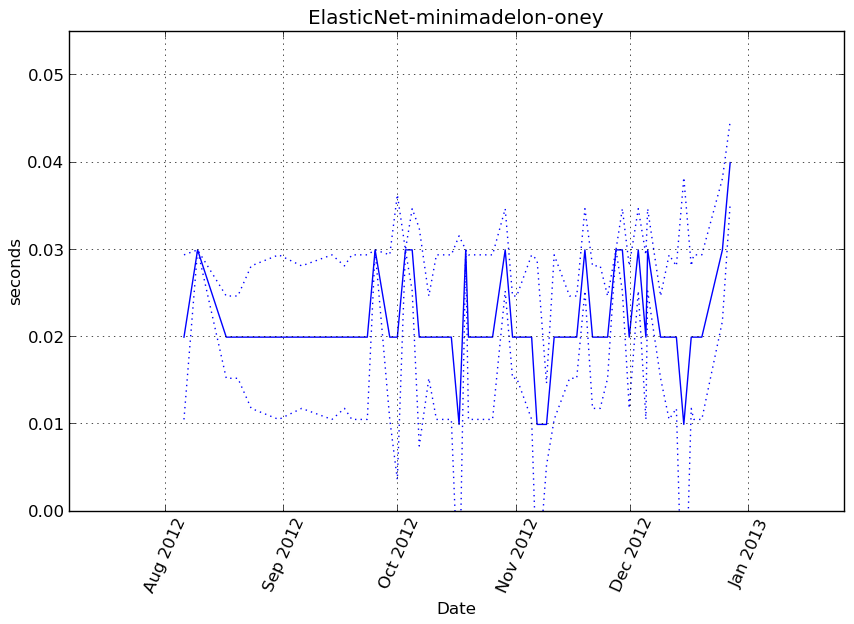 ElasticNet-minimadelon-oney
0.05
0.04
0.03
0.02
0.01
0.00
seconds
Aug 2012
Sep 2012
Oct 2012
Nov 2012
Dec 2012
Jan 2013
Date